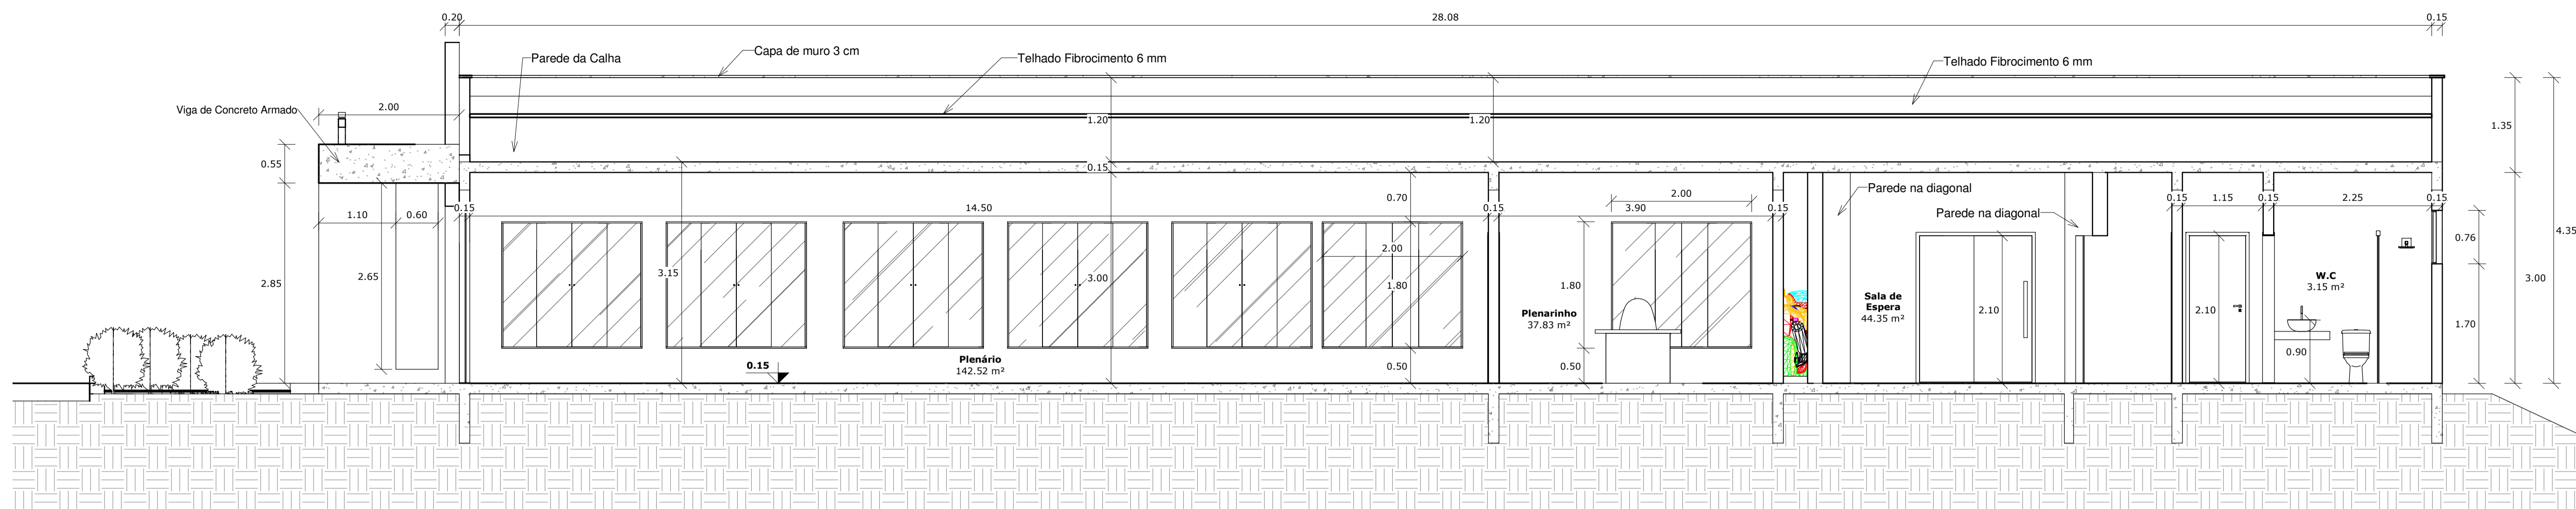 0.20
28.08
0.15
Capa de muro 3 cm
Parede da Calha
Telhado Fibrocimento 6 mm
Telhado Fibrocimento 6 mm
Viga de Concreto Armado
2.00
1.20
1.20
1.35
0.55
0.15
0.70
2.00
Parede na diagonal
Parede na diagonal
1.10
0.60
0.15
14.50
0.15
3.90
0.15
0.15
1.15
0.15
2.25
0.15
0.76
4.35
2.85
2.65
3.15
3.00
2.00
1.80
1.80
2.10
2.10
W.C
3.15 m²
3.00
Plenarinho
37.83 m²
Sala de
Espera
44.35 m²
1.70
0.90
0.15
Plenário
142.52 m²
0.50
0.50